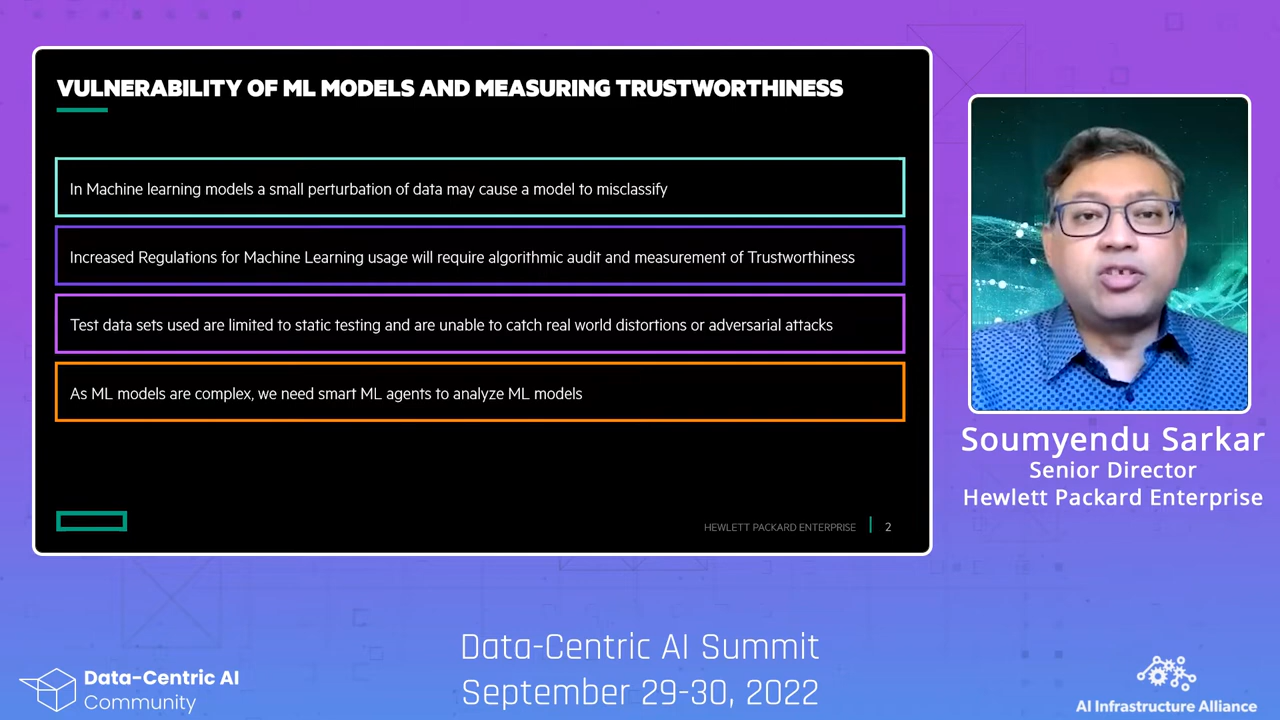 VULNERABILITY OF ML MODELS AND MEASURING TRUSTWORTHINESS
In Machine learning models a small perturbation of data may cause a model to misclassify
Increased Regulations for Machine Learning usage will require algorithmic audit and measurement of Trustworthiness
Test data sets used are limited to static testing and are unable to catch real world distortions or adversarial attacks
As ML models are complex, we need smart ML agents to analyze ML models
HEWLETT PACKARD ENTERPRISE
2
Soumyendu Sarkar
Senior Director
Hewlett Packard Enterprise
Data-Centric AI Summit
September 29-30, 2022
Data-Centric AI
Community
AI Infrastructure Alliance